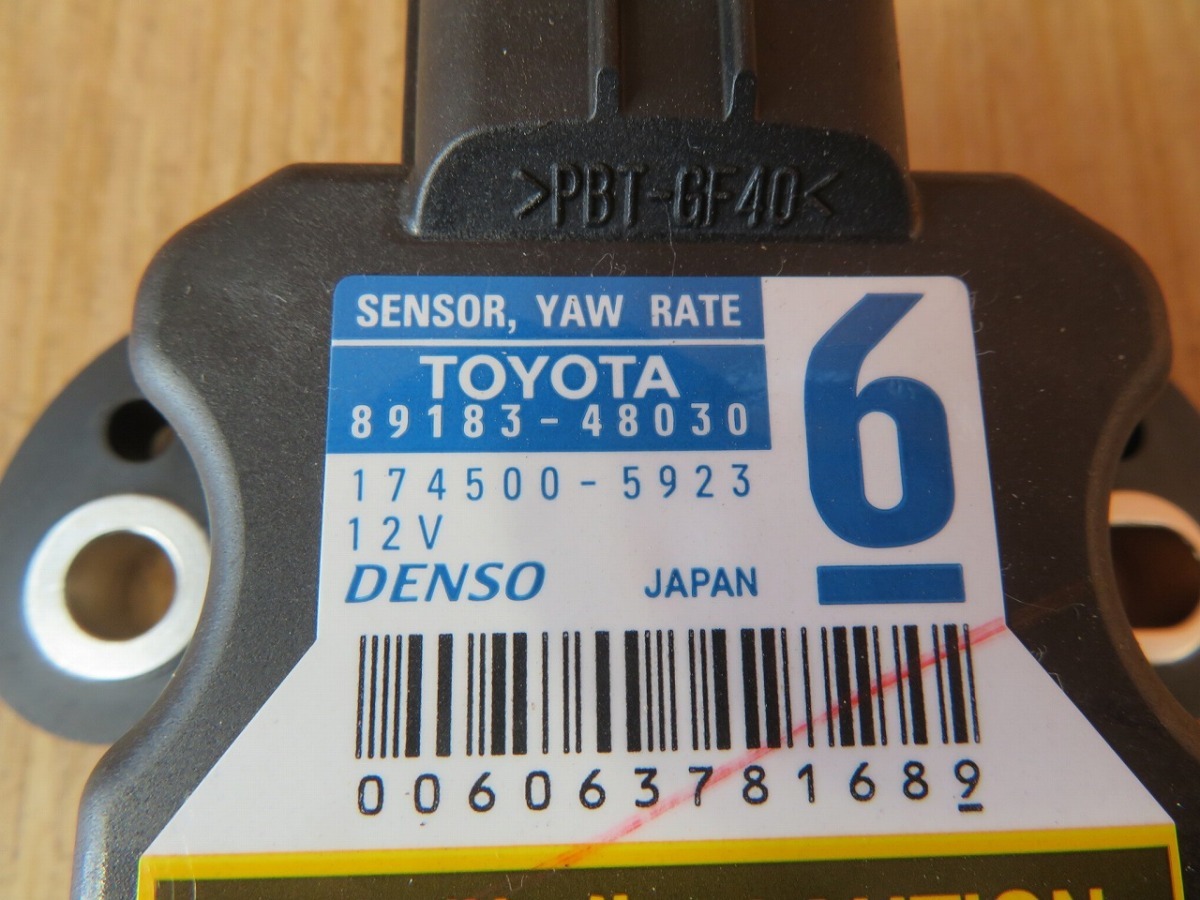 >PBT-GF40<
SENSOR, YAW RATE
6
TOYOTA
89183-48030
174500-5923
12V
DENSO JAPAN
006063781689